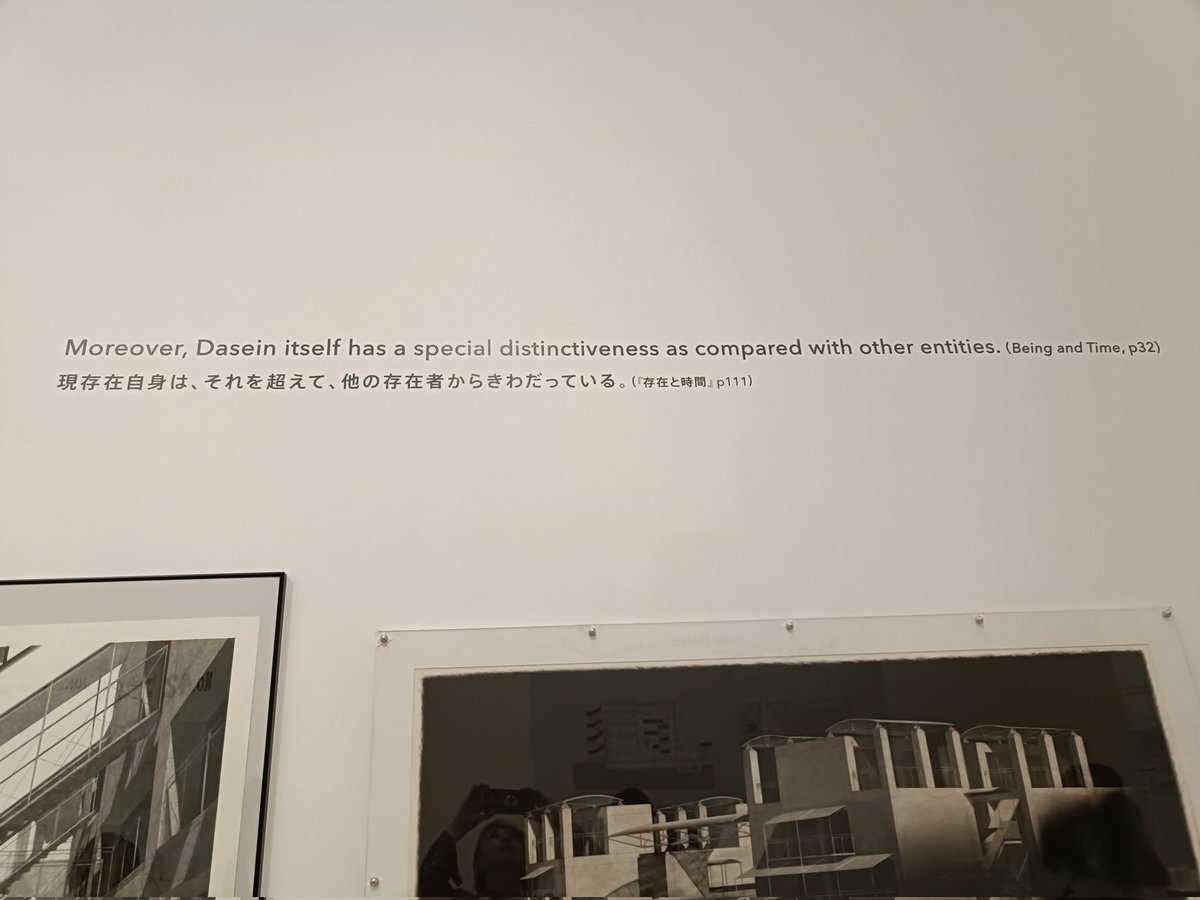 Moreover, Dasein itself has a special distinctiveness as compared with other entities. (Being and Time, p32)
現存在自身は、それを超えて、他の存在者からきわだっている。(『存在と時間』p111)